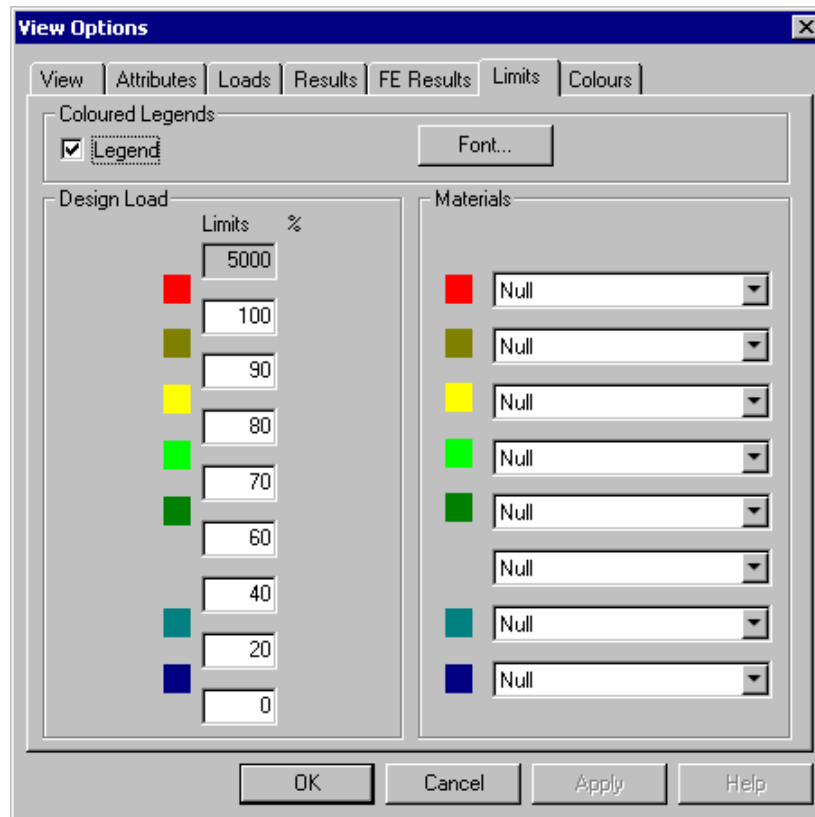 View Options
View Attributes Loads Results FE Results Limits Colours
Coloured Legends
Legend Font...
Design Load Materials
Limits %
5000
Null
100
Null
90
Null
80
Null
70
Null
60
Null
40
Null
20
Null
0
OK Cancel Apply Help